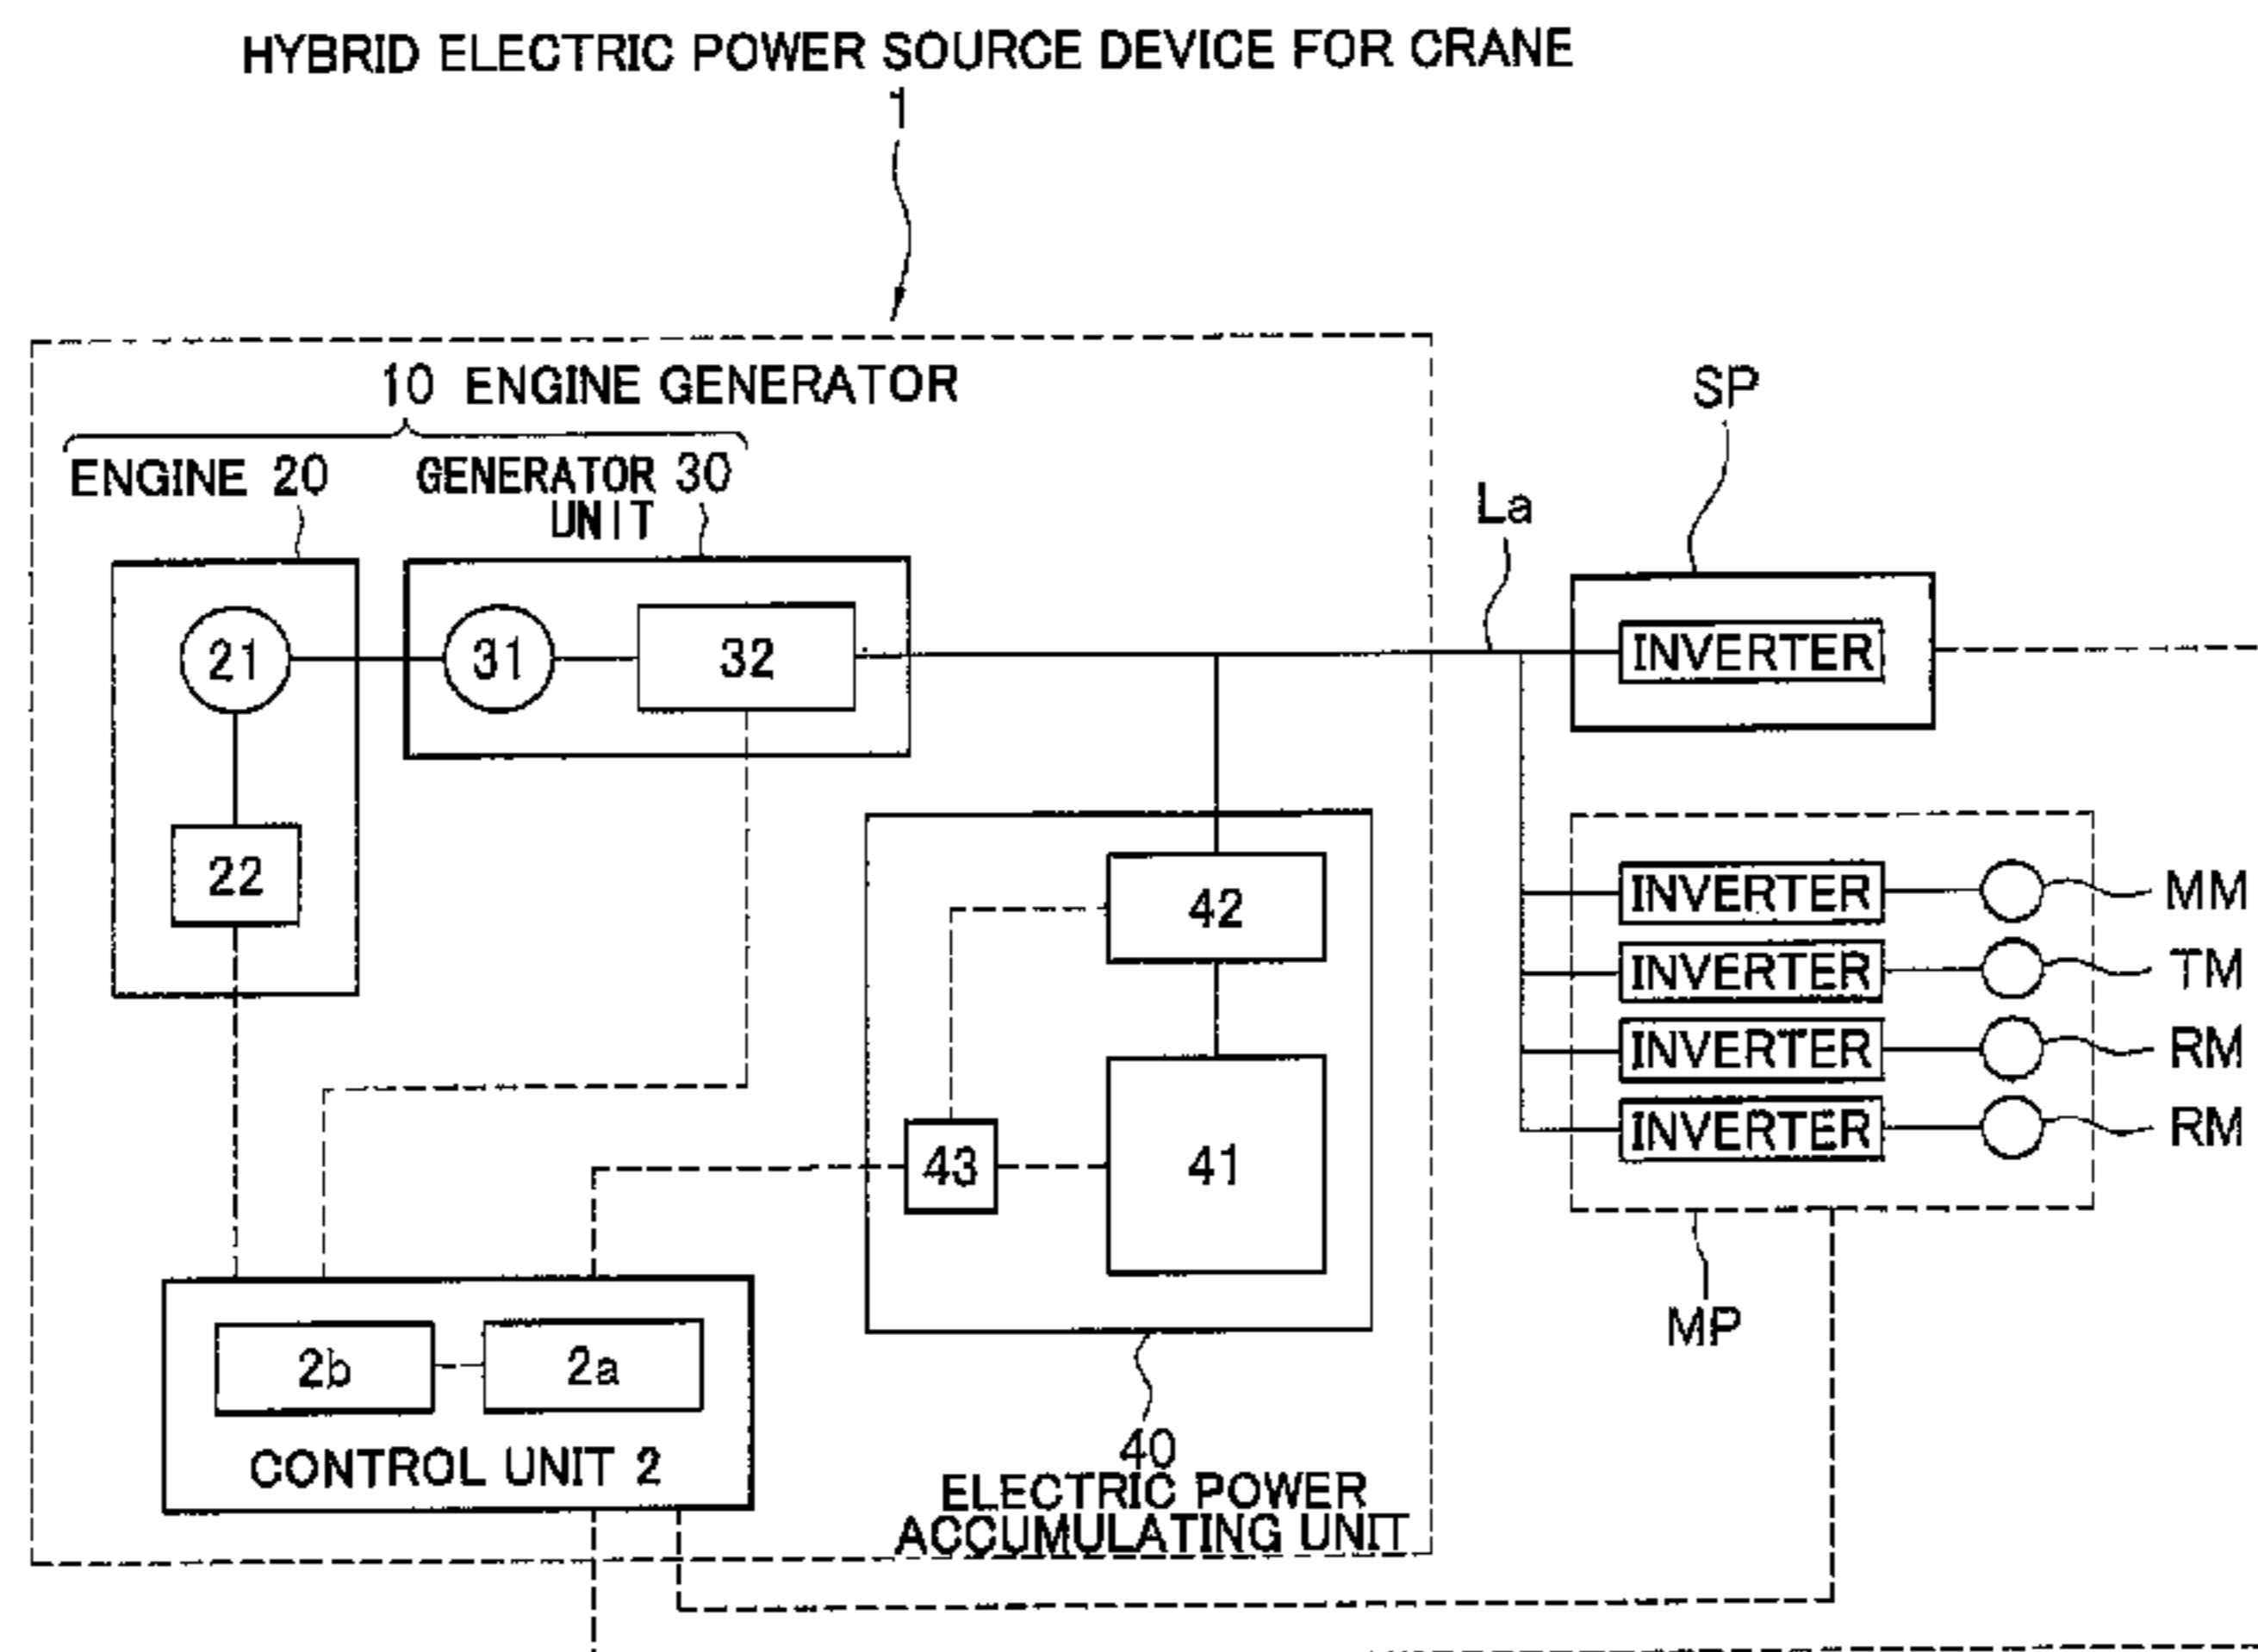 HYBRID ELECTRIC POWER SOURCE DEVICE FOR CRANE
1
10 ENGINE GENERATOR
SP
ENGINE 20
GENERATOR 30
UNIT
La
21
31
32
INVERTER
22
42
INVERTER
MM
INVERTER
TM
INVERTER
RM
INVERTER
RM
43
41
MP
2b
2a
CONTROL UNIT 2
40
ELECTRIC POWER
ACCUMULATING UNIT